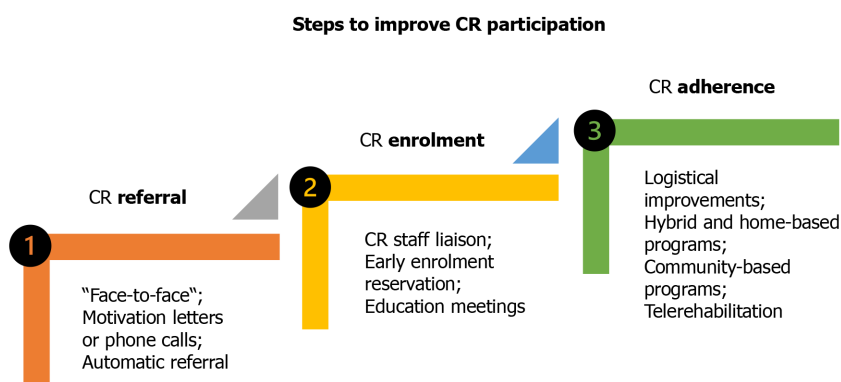 Steps to improve CR participation
CR referral
1
“Face-to-face“;
Motivation letters
or phone calls;
Automatic referral
CR enrolment
2
CR staff liaison;
Early enrolment
reservation;
Education meetings
CR adherence
3
Logistical
improvements;
Hybrid and home-based
programs;
Community-based
programs;
Telerehabilitation